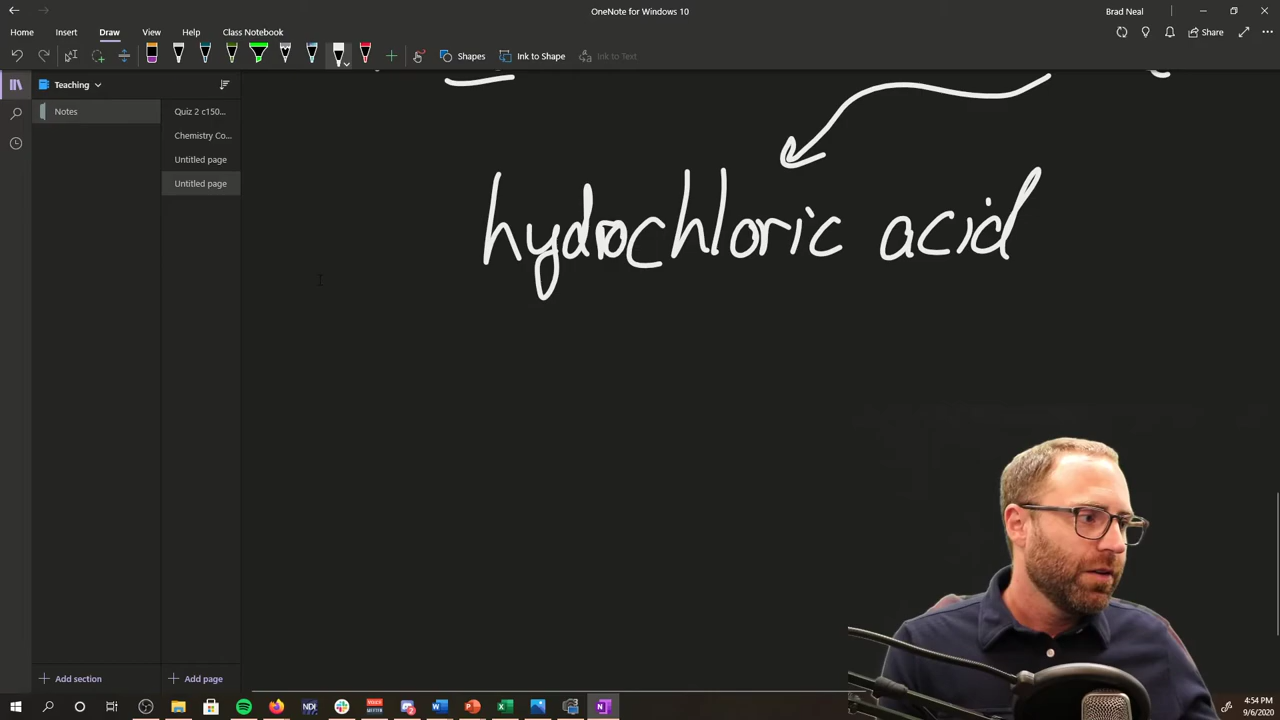 OneNote for Windows 10
Brad Neal
Share
Home Insert Draw View Help Class Notebook
Shapes Ink to Shape Ink to Text
Teaching
Notes
Quiz 2 c150...
Chemistry Co...
Untitled page
Untitled page
hydrochloric acid
Add section
Add page
4:54 PM
9/6/2020